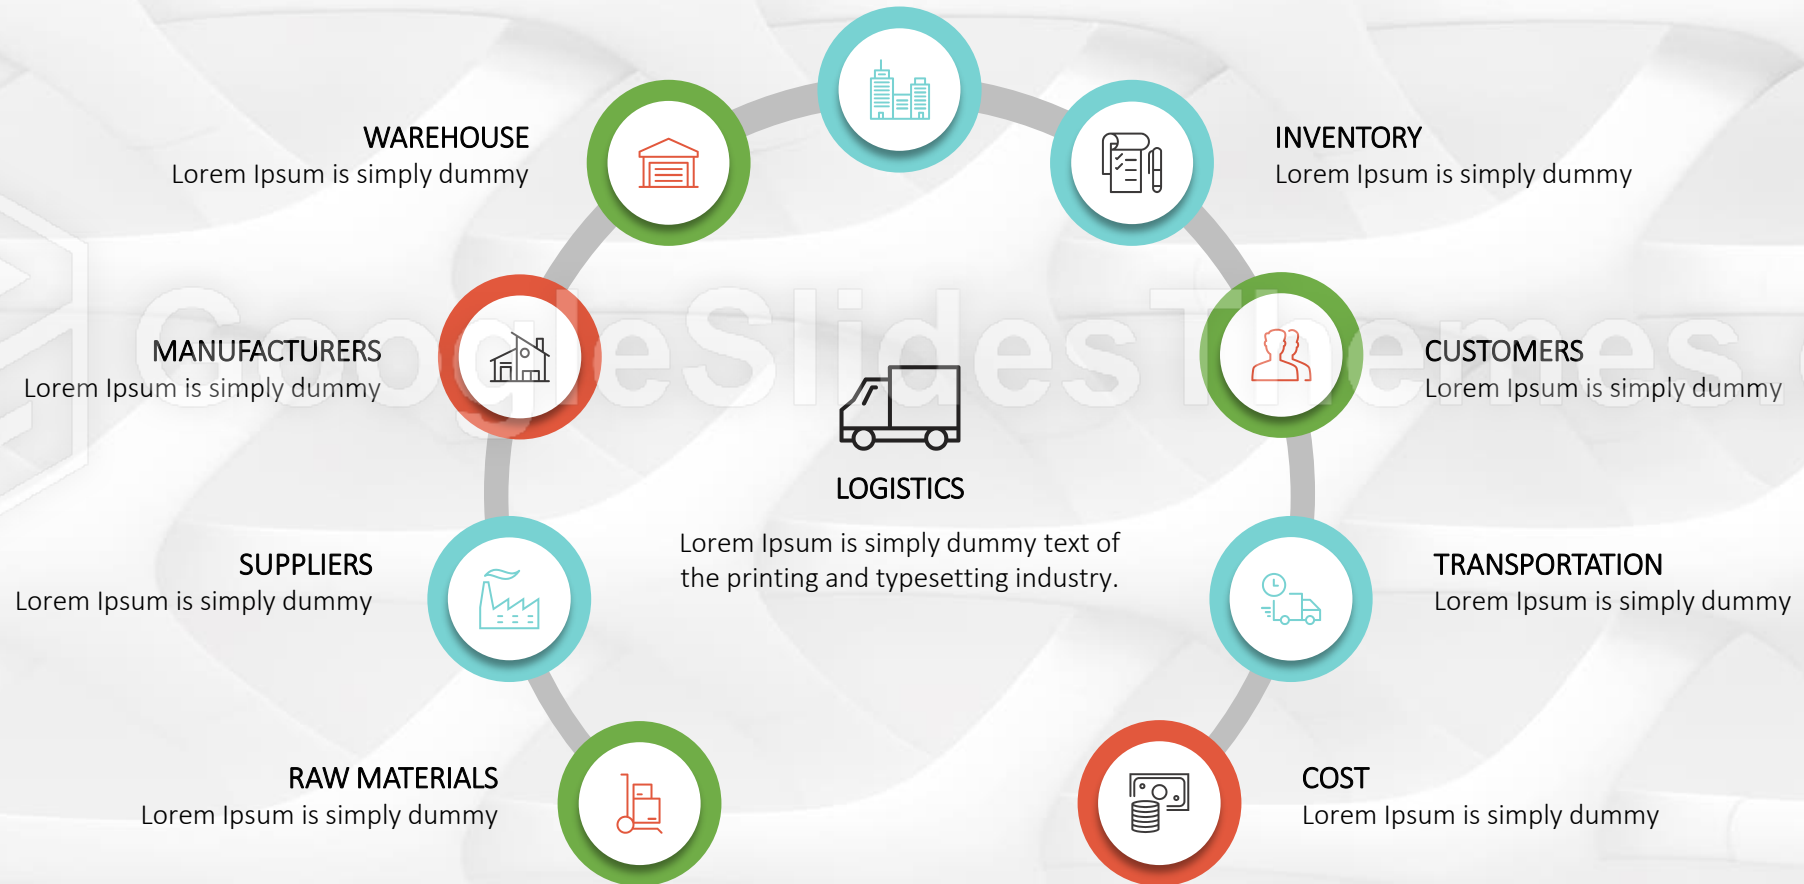 WAREHOUSE
Lorem Ipsum is simply dummy
INVENTORY
Lorem Ipsum is simply dummy
MANUFACTURERS
Lorem Ipsum is simply dummy
CUSTOMERS
Lorem Ipsum is simply dummy
GoogleSlidesThemes.
LOGISTICS
Lorem Ipsum is simply dummy text of
the printing and typesetting industry.
SUPPLIERS
Lorem Ipsum is simply dummy
TRANSPORTATION
Lorem Ipsum is simply dummy
RAW MATERIALS
Lorem Ipsum is simply dummy
COST
Lorem Ipsum is simply dummy